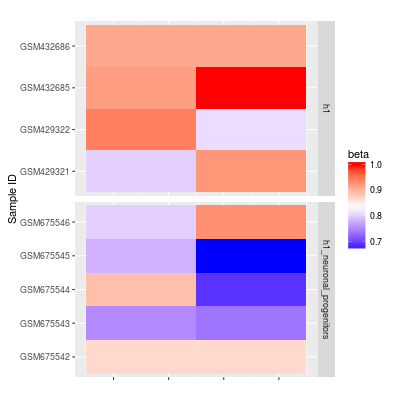 GSM432686
GSM432685
GSM429322
GSM429321
h1
GSM675546
GSM675545
GSM675544
GSM675543
GSM675542
h1_neuronal_progenitors
Sample ID
beta
1.0
0.9
0.8
0.7